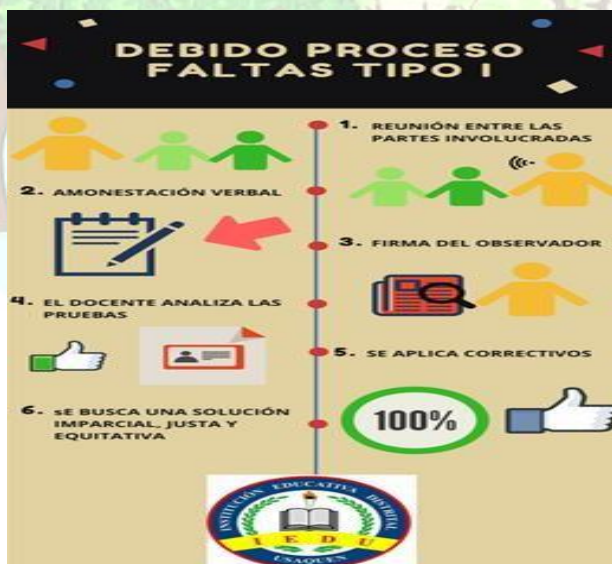 DEBIDO PROCESO
FALTAS TIPO I
1. REUNIÓN ENTRE LAS
PARTES INVOLUCRADAS
2. AMONESTACIÓN VERBAL
3. FIRMA DEL OBSERVADOR
4. EL DOCENTE ANALIZA LAS
PRUEBAS
5. SE APLICA CORRECTIVOS
6. sE BUSCA UNA SOLUCIÓN
IMPARCIAL, JUSTA Y
EQUITATIVA
100%
INSTITUCIÓN EDUCATIVA DISTRITAL
I E D U
USAQUEN